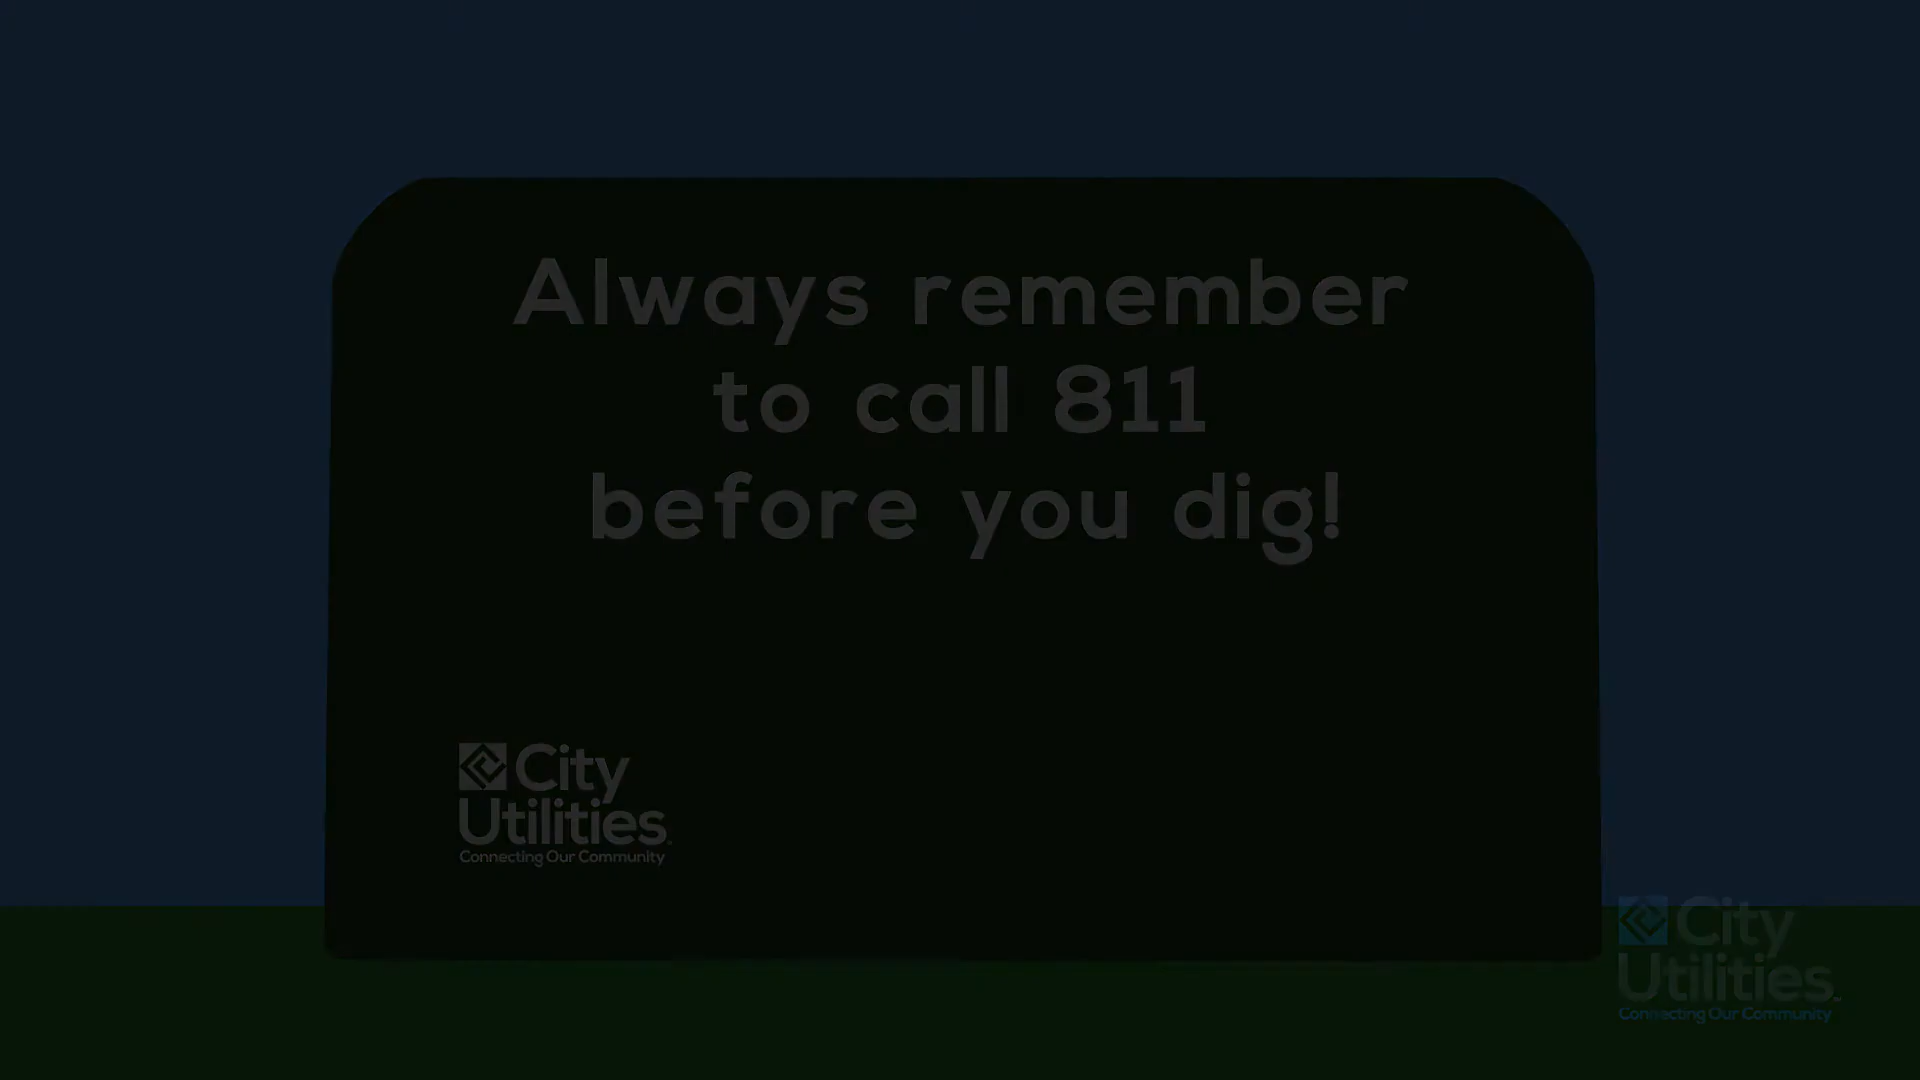 Always remember
to call 811
before you dig!
City
Utilities
Connecting Our Community
City
Utilities
Connecting Our Community